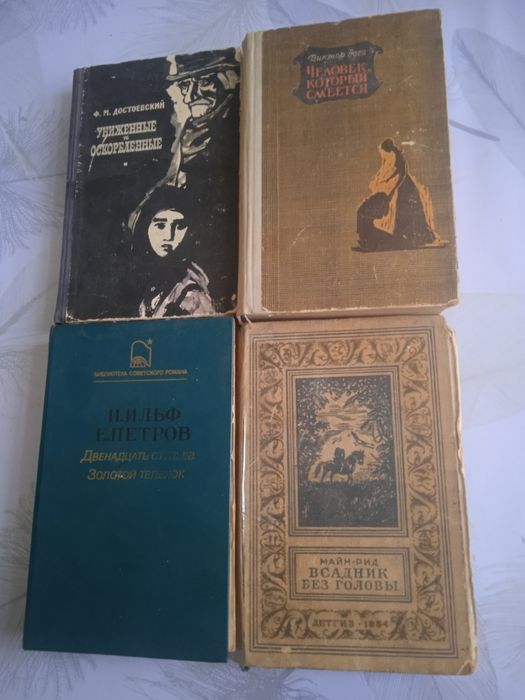 Ф. М. ДОСТОЕВСКИЙ
УНИЖЕННЫЕ
И
ОСКОРБЛЕННЫЕ
Виктор Гюго
ЧЕЛОВЕК,
КОТОРЫЙ
СМЕЕТСЯ
БИБЛИОТЕКА СОВЕТСКОГО РОМАНА
И.ИЛЬФ
Е.ПЕТРОВ
ДВЕНАДЦАТЬ СТУЛЬЕВ
ЗОЛОТОЙ ТЕЛЕНОК
МАЙН-РИД
ВСАДНИК
БЕЗ ГОЛОВЫ
ДЕТГИЗ - 1954